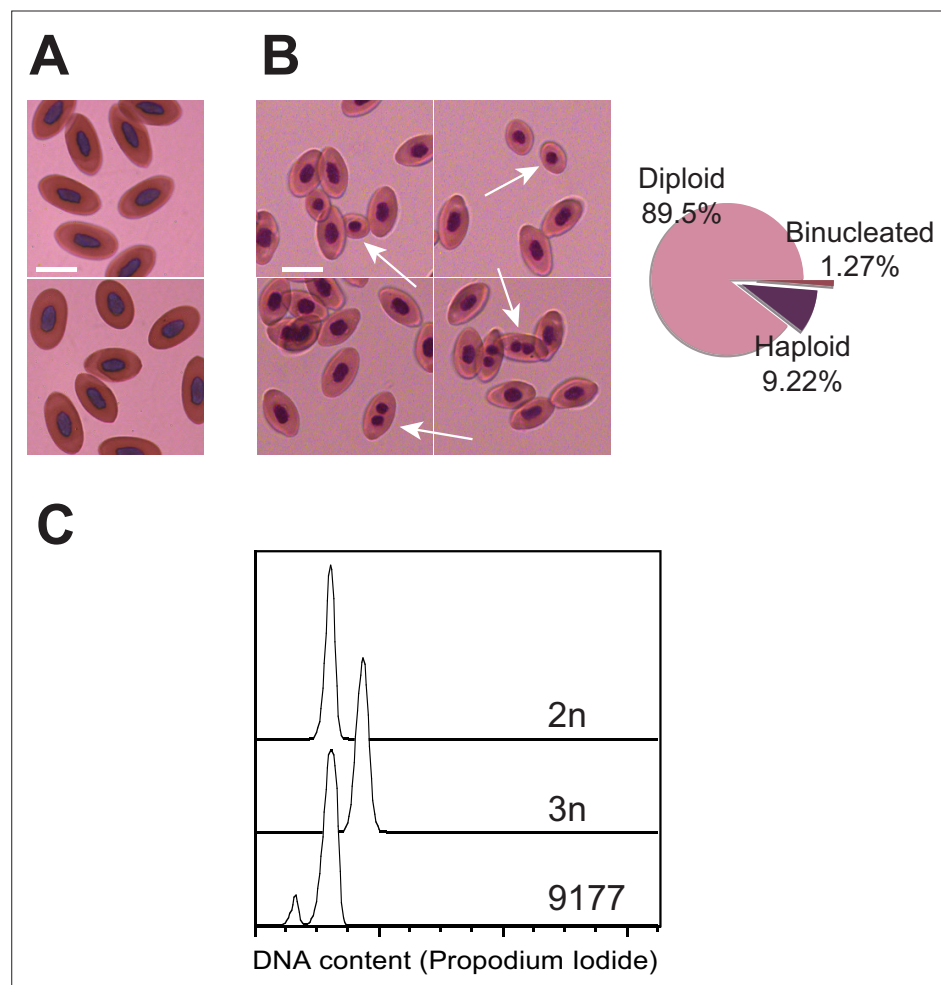 A
B
Diploid
89.5%
Binucleated
1.27%
Haploid
9.22%
C
2n
3n
9177
DNA content (Propodium Iodide)